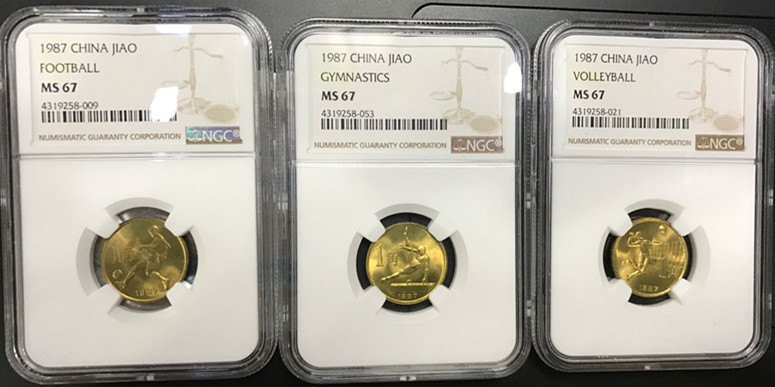 1987 CHINA JIAO
FOOTBALL
MS 67
4319258-009
NUMISMATIC GUARANTY CORPORATION
NGC®
1987 CHINA JIAO
GYMNASTICS
MS 67
4319258-053
NUMISMATIC GUARANTY CORPORATION
NGC®
1987 CHINA JIAO
VOLLEYBALL
MS 67
4319258-021
NUMISMATIC GUARANTY CORPORATION
NGC®
1987
1
1987
1987